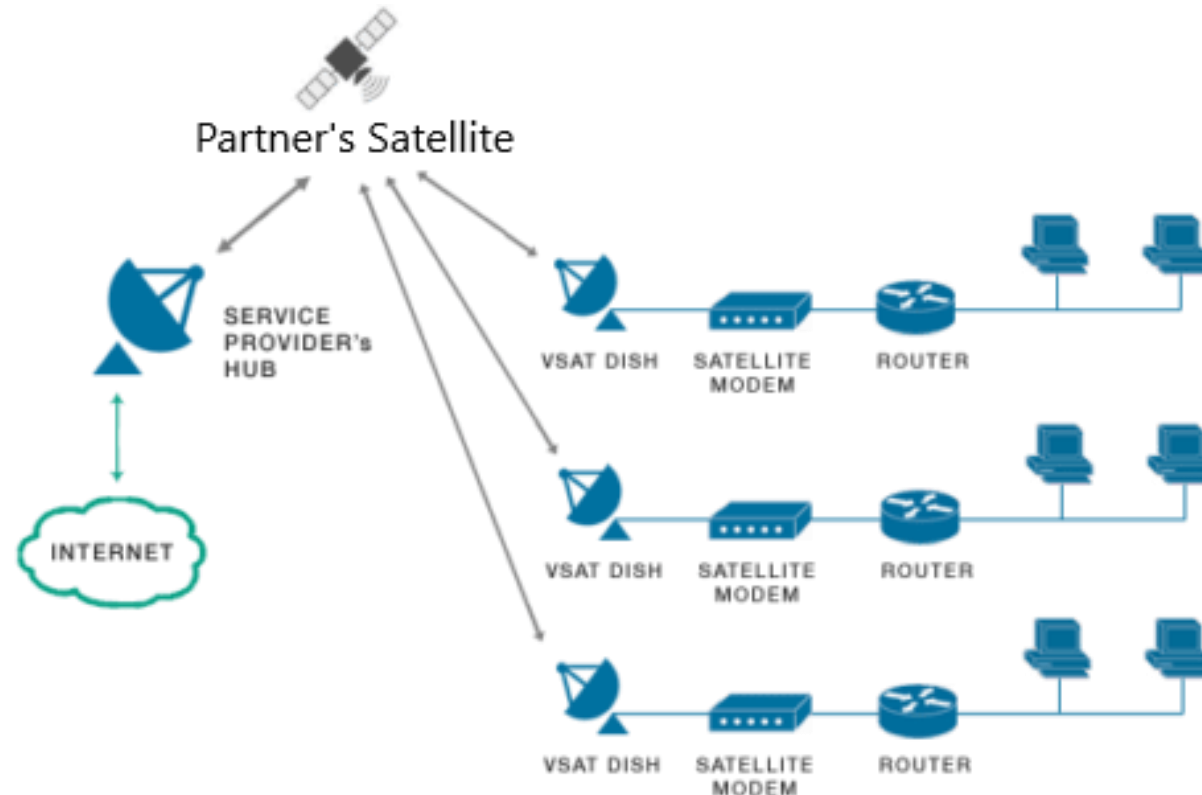 Partner's Satellite
SERVICE
PROVIDER's
HUB
INTERNET
VSAT DISH
SATELLITE
MODEM
ROUTER
VSAT DISH
SATELLITE
MODEM
ROUTER
VSAT DISH
SATELLITE
MODEM
ROUTER